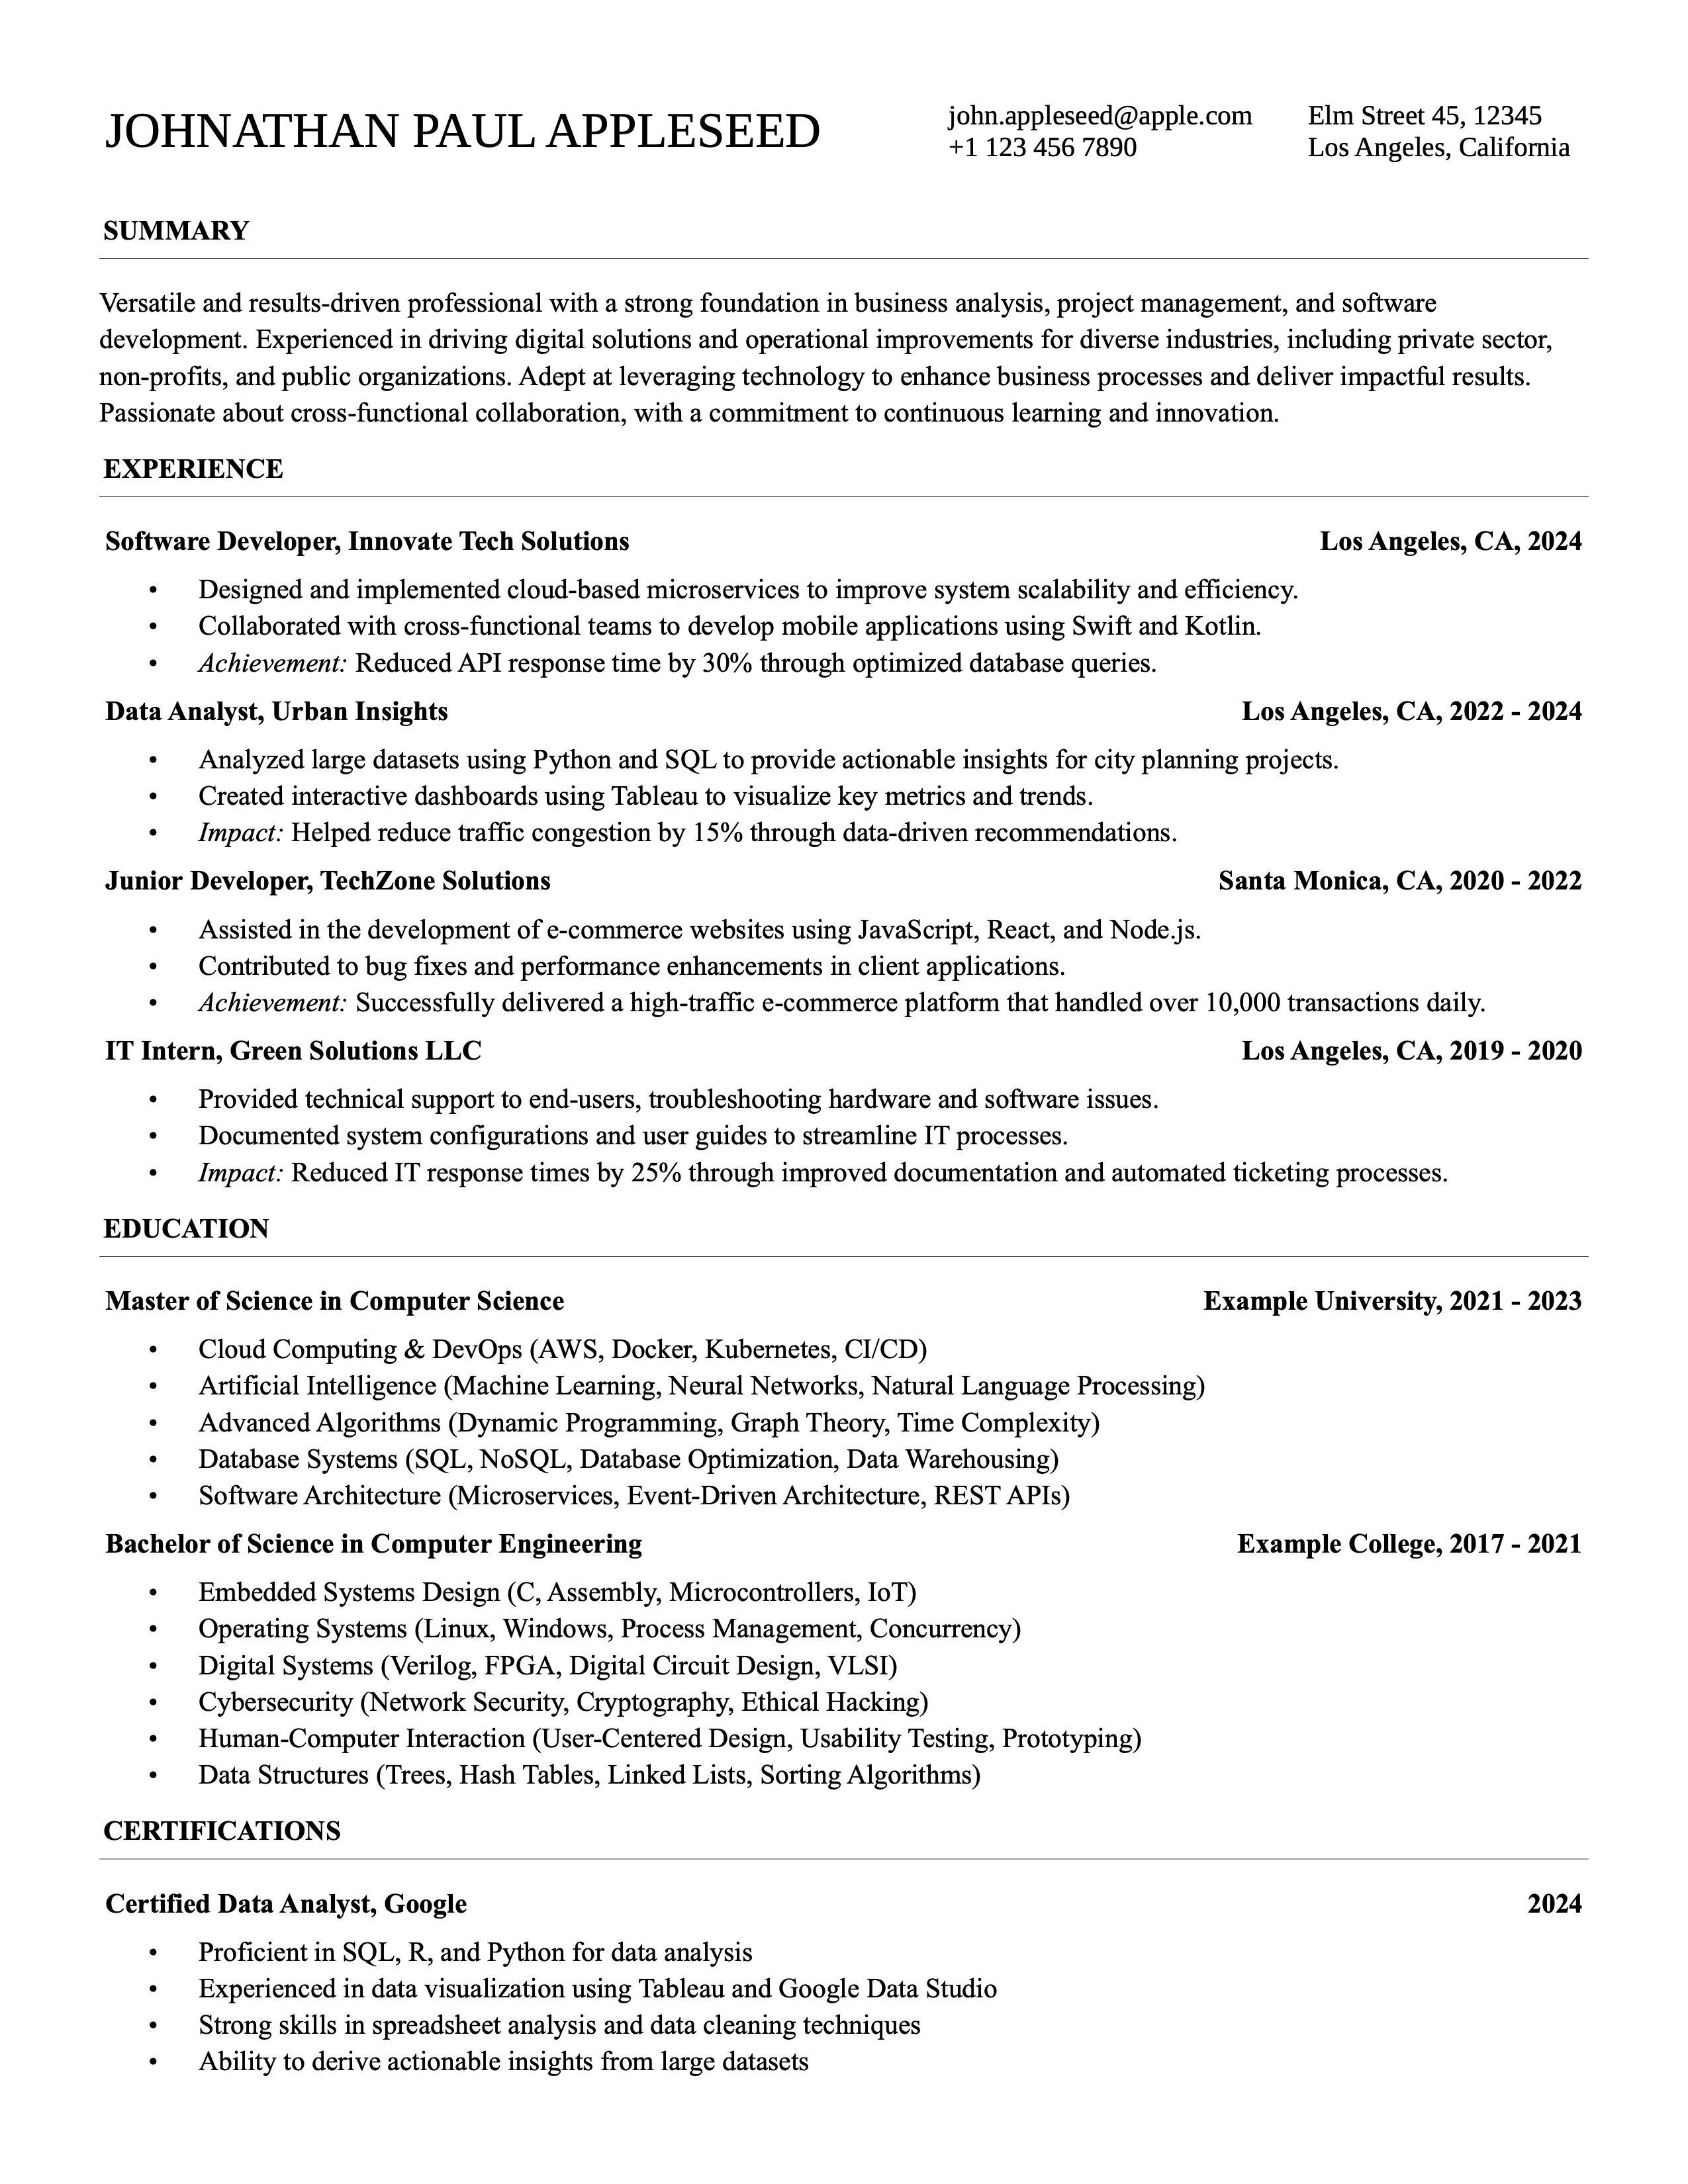 JOHNATHAN PAUL APPLESEED
john.appleseed@apple.com
+1 123 456 7890
Elm Street 45, 12345
Los Angeles, California
SUMMARY
Versatile and results-driven professional with a strong foundation in business analysis, project management, and software
development. Experienced in driving digital solutions and operational improvements for diverse industries, including private sector,
non-profits, and public organizations. Adept at leveraging technology to enhance business processes and deliver impactful results.
Passionate about cross-functional collaboration, with a commitment to continuous learning and innovation.
EXPERIENCE
Software Developer, Innovate Tech Solutions Los Angeles, CA, 2024
• Designed and implemented cloud-based microservices to improve system scalability and efficiency.
• Collaborated with cross-functional teams to develop mobile applications using Swift and Kotlin.
• Achievement: Reduced API response time by 30% through optimized database queries.
Data Analyst, Urban Insights Los Angeles, CA, 2022 - 2024
• Analyzed large datasets using Python and SQL to provide actionable insights for city planning projects.
• Created interactive dashboards using Tableau to visualize key metrics and trends.
• Impact: Helped reduce traffic congestion by 15% through data-driven recommendations.
Junior Developer, TechZone Solutions Santa Monica, CA, 2020 - 2022
• Assisted in the development of e-commerce websites using JavaScript, React, and Node.js.
• Contributed to bug fixes and performance enhancements in client applications.
• Achievement: Successfully delivered a high-traffic e-commerce platform that handled over 10,000 transactions daily.
IT Intern, Green Solutions LLC Los Angeles, CA, 2019 - 2020
• Provided technical support to end-users, troubleshooting hardware and software issues.
• Documented system configurations and user guides to streamline IT processes.
• Impact: Reduced IT response times by 25% through improved documentation and automated ticketing processes.
EDUCATION
Master of Science in Computer Science Example University, 2021 - 2023
• Cloud Computing & DevOps (AWS, Docker, Kubernetes, CI/CD)
• Artificial Intelligence (Machine Learning, Neural Networks, Natural Language Processing)
• Advanced Algorithms (Dynamic Programming, Graph Theory, Time Complexity)
• Database Systems (SQL, NoSQL, Database Optimization, Data Warehousing)
• Software Architecture (Microservices, Event-Driven Architecture, REST APIs)
Bachelor of Science in Computer Engineering Example College, 2017 - 2021
• Embedded Systems Design (C, Assembly, Microcontrollers, IoT)
• Operating Systems (Linux, Windows, Process Management, Concurrency)
• Digital Systems (Verilog, FPGA, Digital Circuit Design, VLSI)
• Cybersecurity (Network Security, Cryptography, Ethical Hacking)
• Human-Computer Interaction (User-Centered Design, Usability Testing, Prototyping)
• Data Structures (Trees, Hash Tables, Linked Lists, Sorting Algorithms)
CERTIFICATIONS
Certified Data Analyst, Google 2024
• Proficient in SQL, R, and Python for data analysis
• Experienced in data visualization using Tableau and Google Data Studio
• Strong skills in spreadsheet analysis and data cleaning techniques
• Ability to derive actionable insights from large datasets